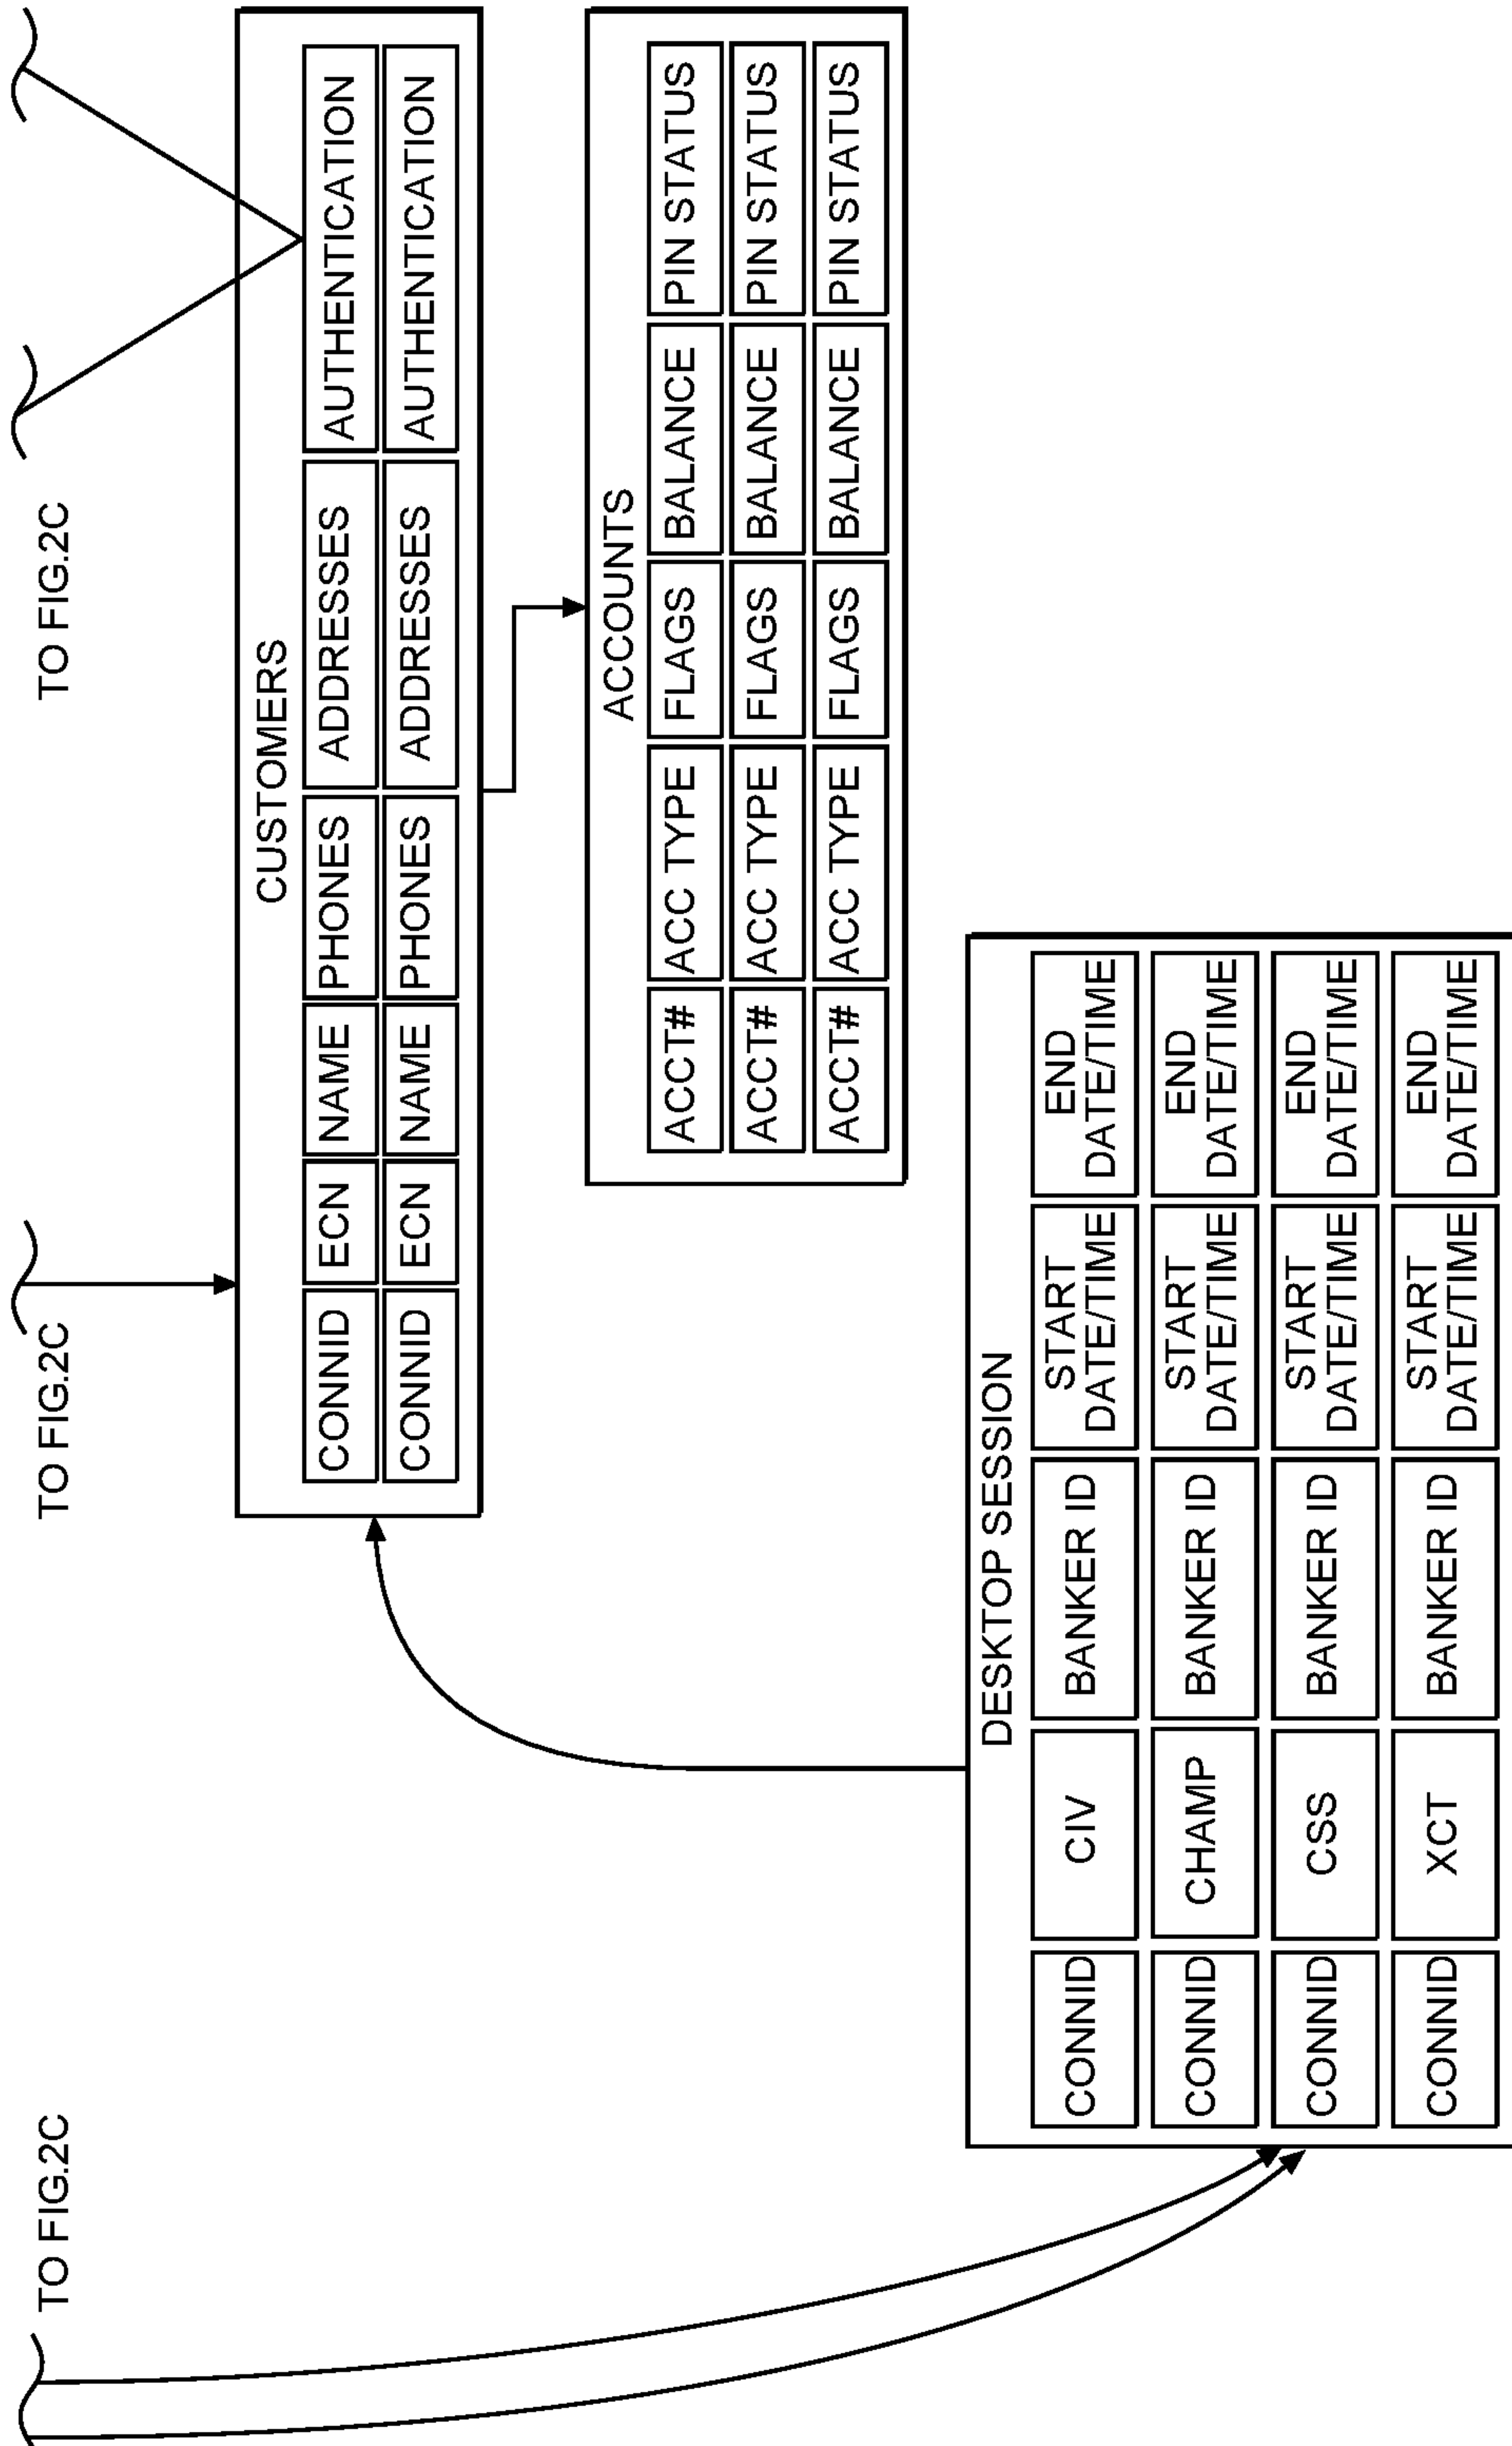 TO FIG.2C
TO FIG.2C
TO FIG.2C
CUSTOMERS
CONNID ECN NAME PHONES ADDRESSES AUTHENTICATION
CONNID ECN NAME PHONES ADDRESSES AUTHENTICATION
ACCOUNTS
ACCT# ACC TYPE FLAGS BALANCE PIN STATUS
ACCT# ACC TYPE FLAGS BALANCE PIN STATUS
ACCT# ACC TYPE FLAGS BALANCE PIN STATUS
DESKTOP SESSION
CONNID CIV BANKER ID START DATE/TIME END DATE/TIME
CONNID CHAMP BANKER ID START DATE/TIME END DATE/TIME
CONNID CSS BANKER ID START DATE/TIME END DATE/TIME
CONNID XCT BANKER ID START DATE/TIME END DATE/TIME